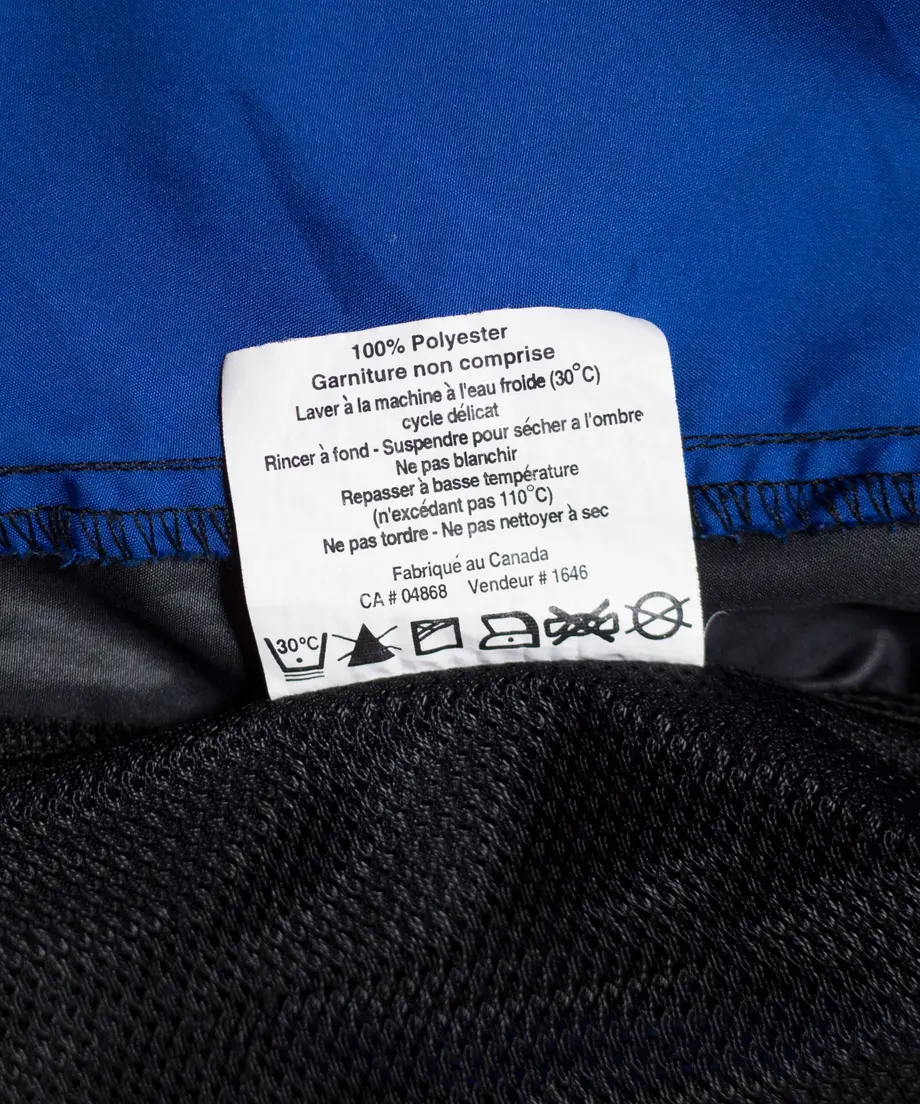 100% Polyester
Garniture non comprise
Laver à la machine à l'eau froide (30°C)
cycle délicat
Rincer à fond - Suspendre pour sécher a l'ombre
Ne pas blanchir
Repasser à basse température
(n'excédant pas 110°C)
Ne pas tordre - Ne pas nettoyer à sec
Fabriqué au Canada
CA # 04868 Vendeur # 1646
30°C